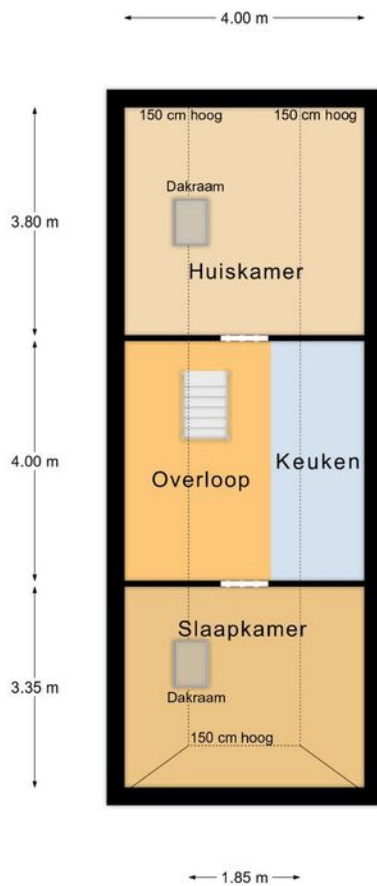 4.00 m
150 cm hoog
150 cm hoog
Dakraam
3.80 m
Huiskamer
4.00 m
Overloop
Keuken
Slaapkamer
3.35 m
Dakraam
150 cm hoog
1.85 m